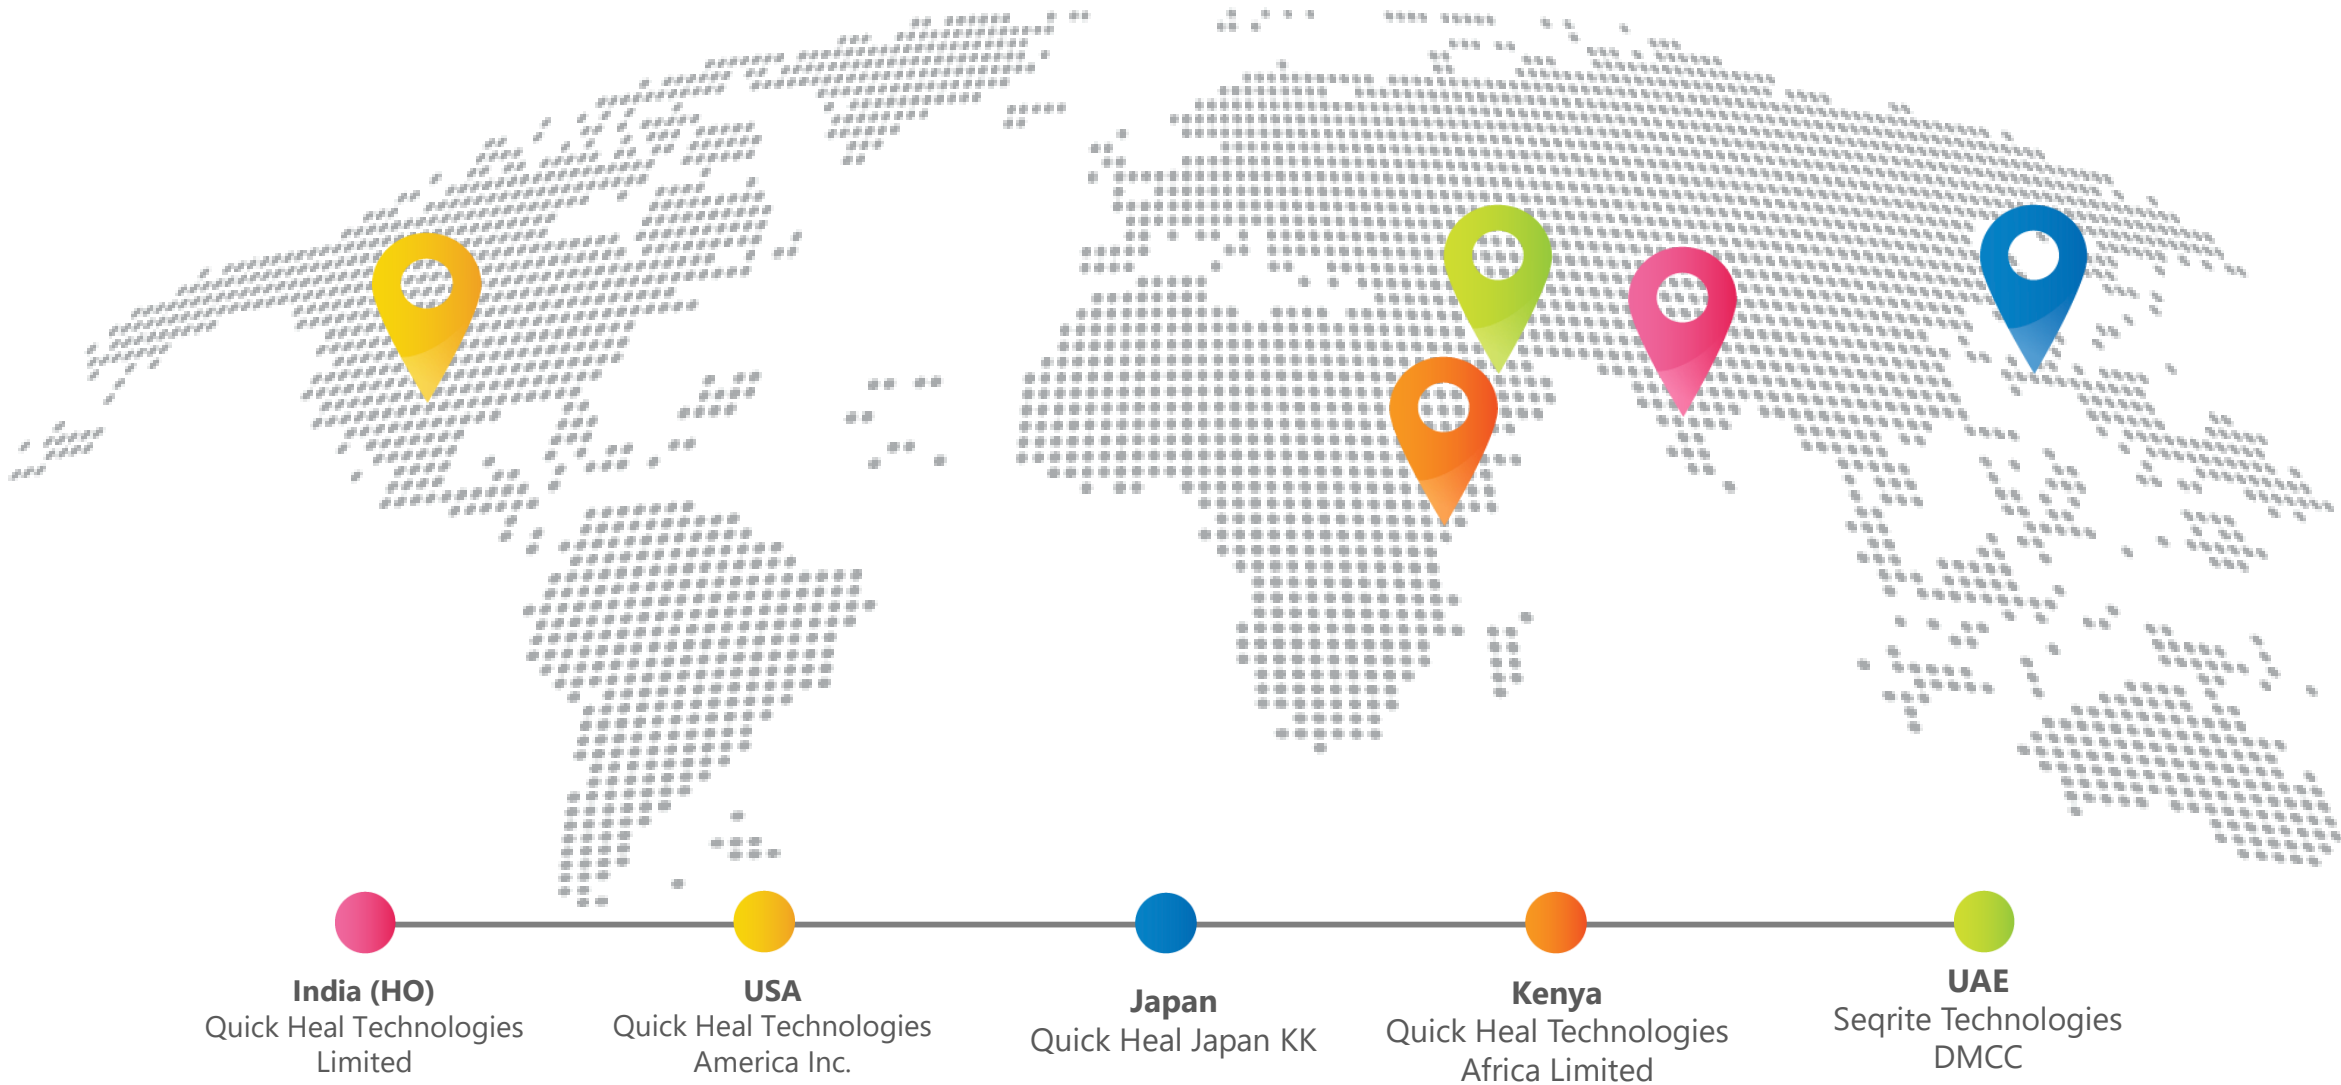 India (HO)
Quick Heal Technologies
Limited
USA
Quick Heal Technologies
America Inc.
Japan
Quick Heal Japan KK
Kenya
Quick Heal Technologies
Africa Limited
UAE
Seqrite Technologies
DMCC